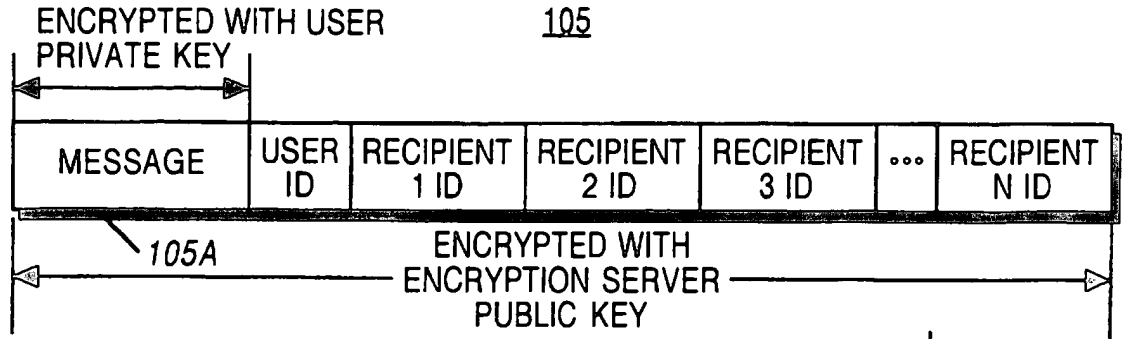 ENCRYPTED WITH USER
PRIVATE KEY
105
MESSAGE
USER
ID
RECIPIENT
1 ID
RECIPIENT
2 ID
RECIPIENT
3 ID
•••
RECIPIENT
N ID
105A
ENCRYPTED WITH
ENCRYPTION SERVER
PUBLIC KEY